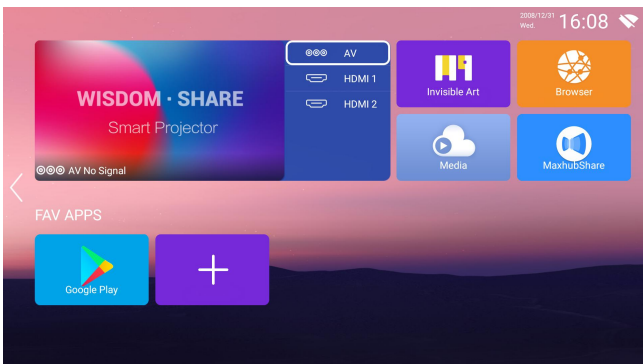 2008/12/31
Wed.
16:08
WISDOM · SHARE
Smart Projector
AV No Signal
AV
HDMI 1
HDMI 2
Invisible Art
Browser
Media
MaxhubShare
FAV APPS
Google Play